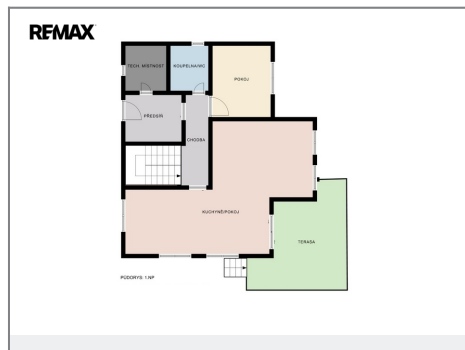 RE/MAX
TECH. MÍSTNOST
KOUPELNA/WC
POKOJ
PŘEDSÍŇ
CHODBA
KUCHYNĚ/POKOJ
TERASA
PŮDORYS: 1.NP